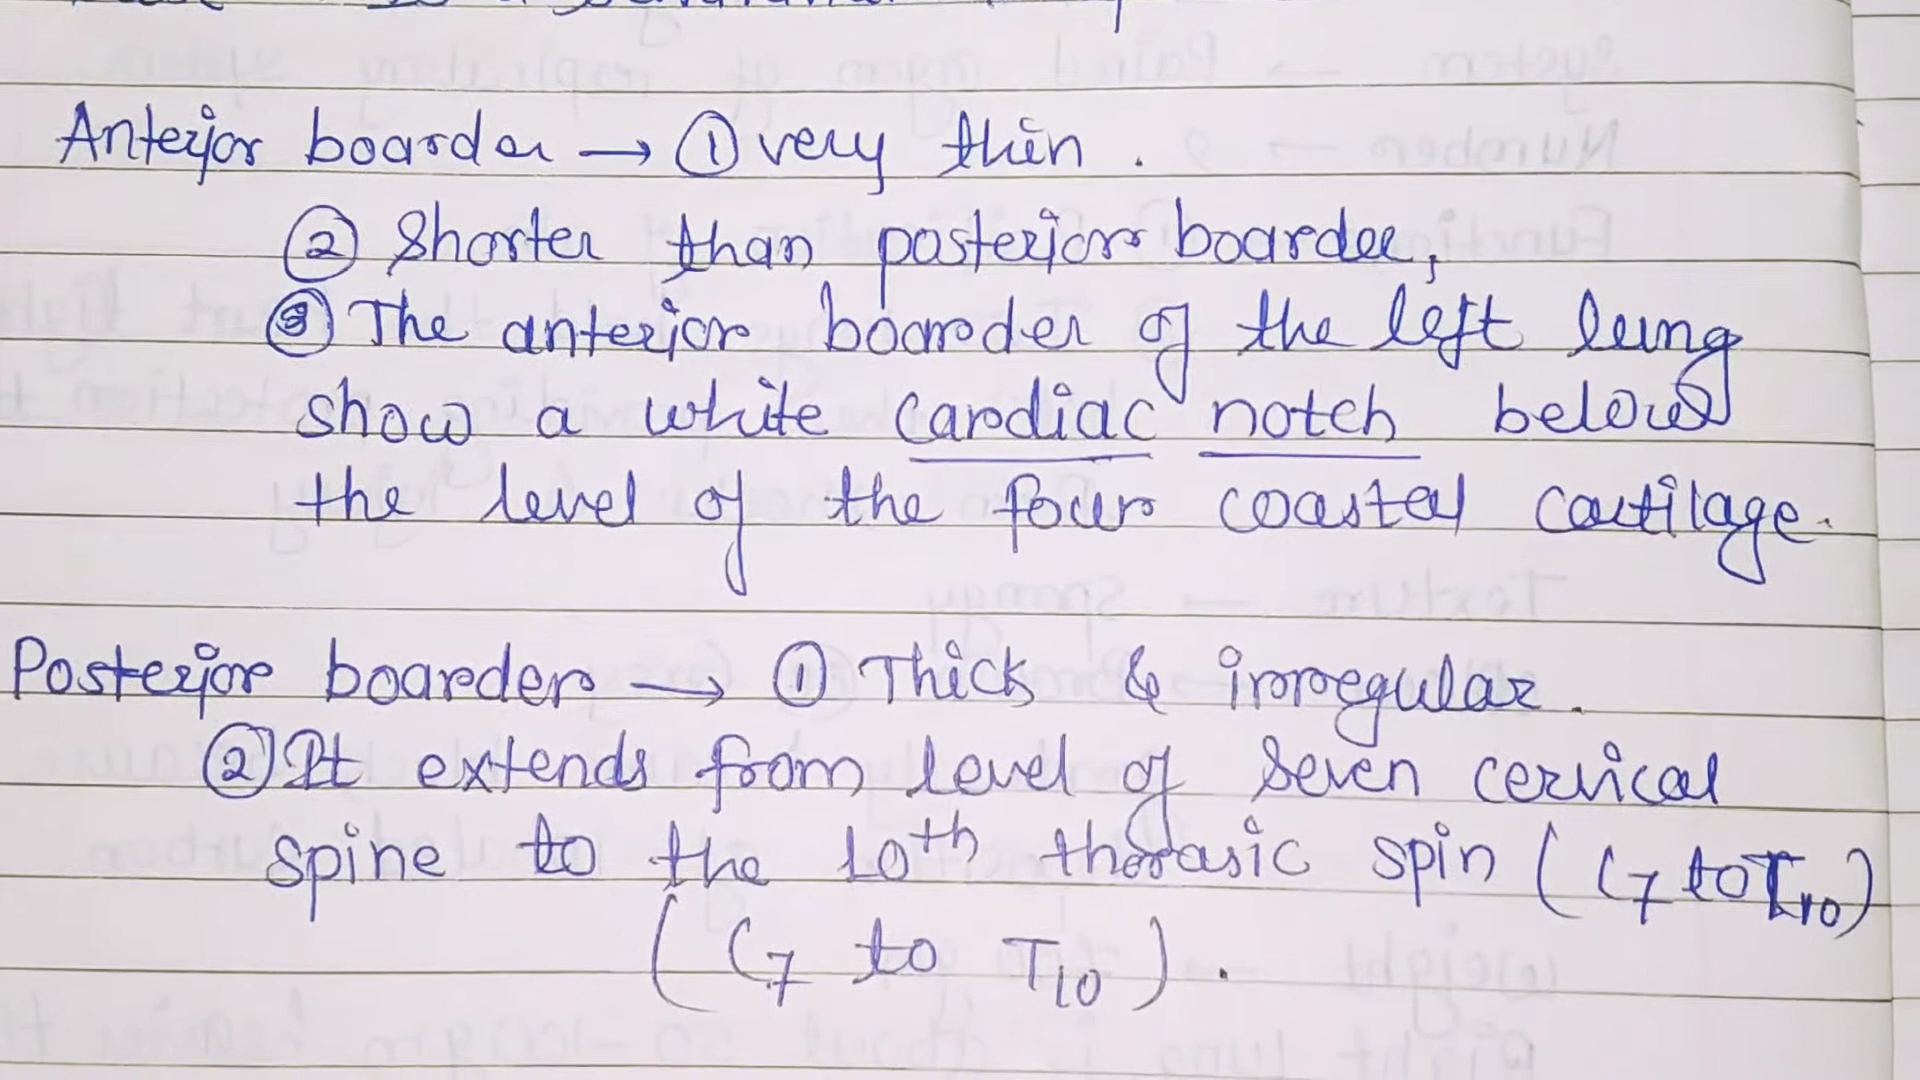 Anterior boarder → ① very thin .
② Shorter than posterior boarder,
③ The anterior boarder of the left lung
show a white cardiac notch below
the level of the four coastal cartilage.
Posterior boarder → ① Thick & irroegular .
② It extends from level of seven cervical
spine to the 10th thorasic spin ( C7 to T10 )
( C7 to T10 ) .